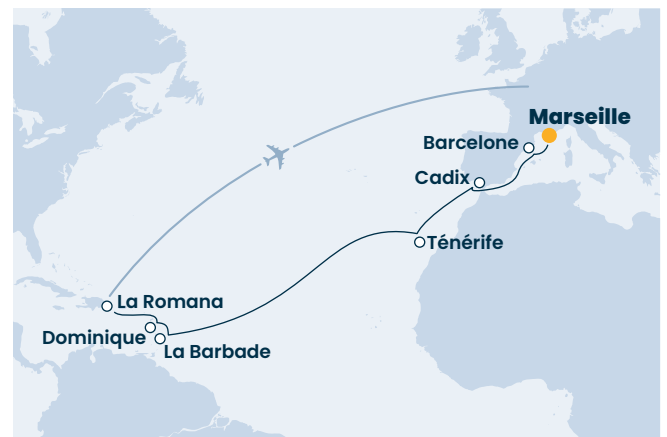 Marseille
Barcelone
Cadix
Ténérife
La Romana
Dominique
La Barbade